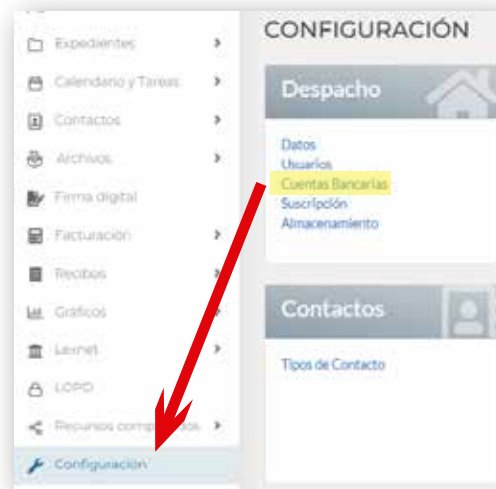 Expedientes
Calendario y Tareas
Contactos
Archivos
Firma digital
Facturación
Recibos
Gráficos
Lexnet
LOPD
Recursos
Configuración
CONFIGURACIÓN
Despacho
Datos
Usuarios
Cuentas Bancarias
Suscripción
Almacenamiento
Contactos
Tipos de Contacto